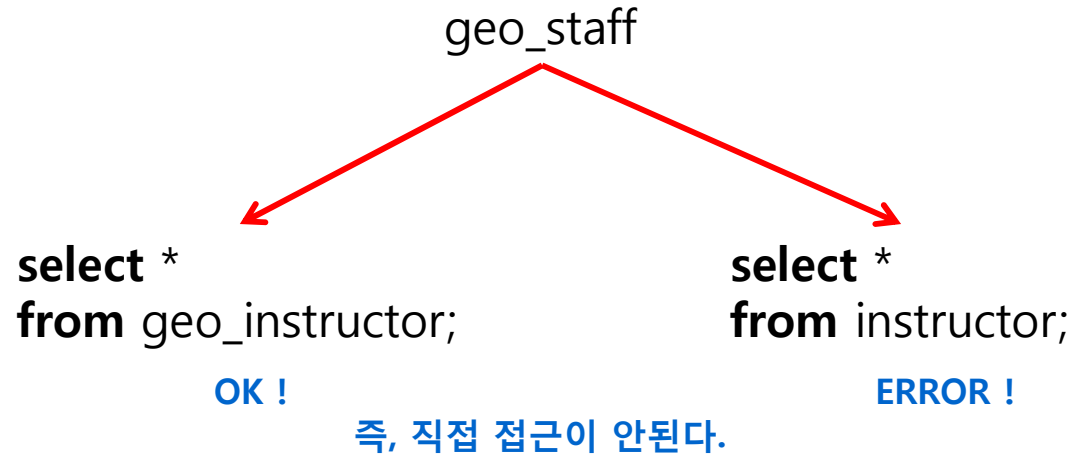 geo_staff
select *
from geo_instructor;
OK !
select *
from instructor;
ERROR !
즉, 직접 접근이 안된다.